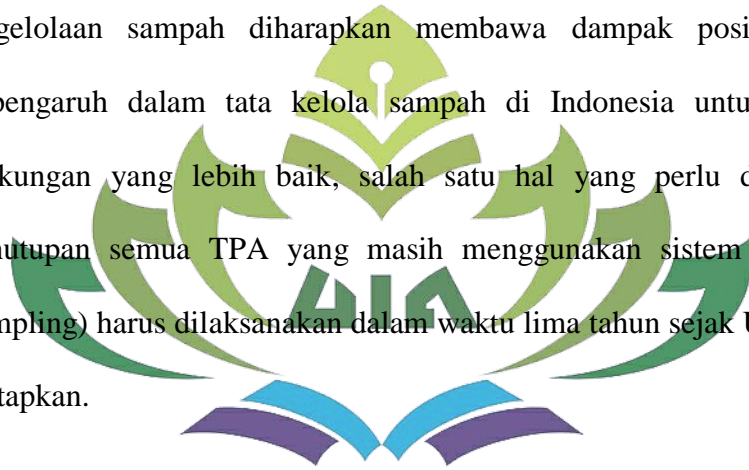 gelolaan sampah diharapkan membawa dampak posi
pengaruh dalam tata kelola sampah di Indonesia untu
kungan yang lebih baik, salah satu hal yang perlu d
nutupan semua TPA yang masih menggunakan sistem
mpling) harus dilaksanakan dalam waktu lima tahun sejak U
tapkan.
UIN